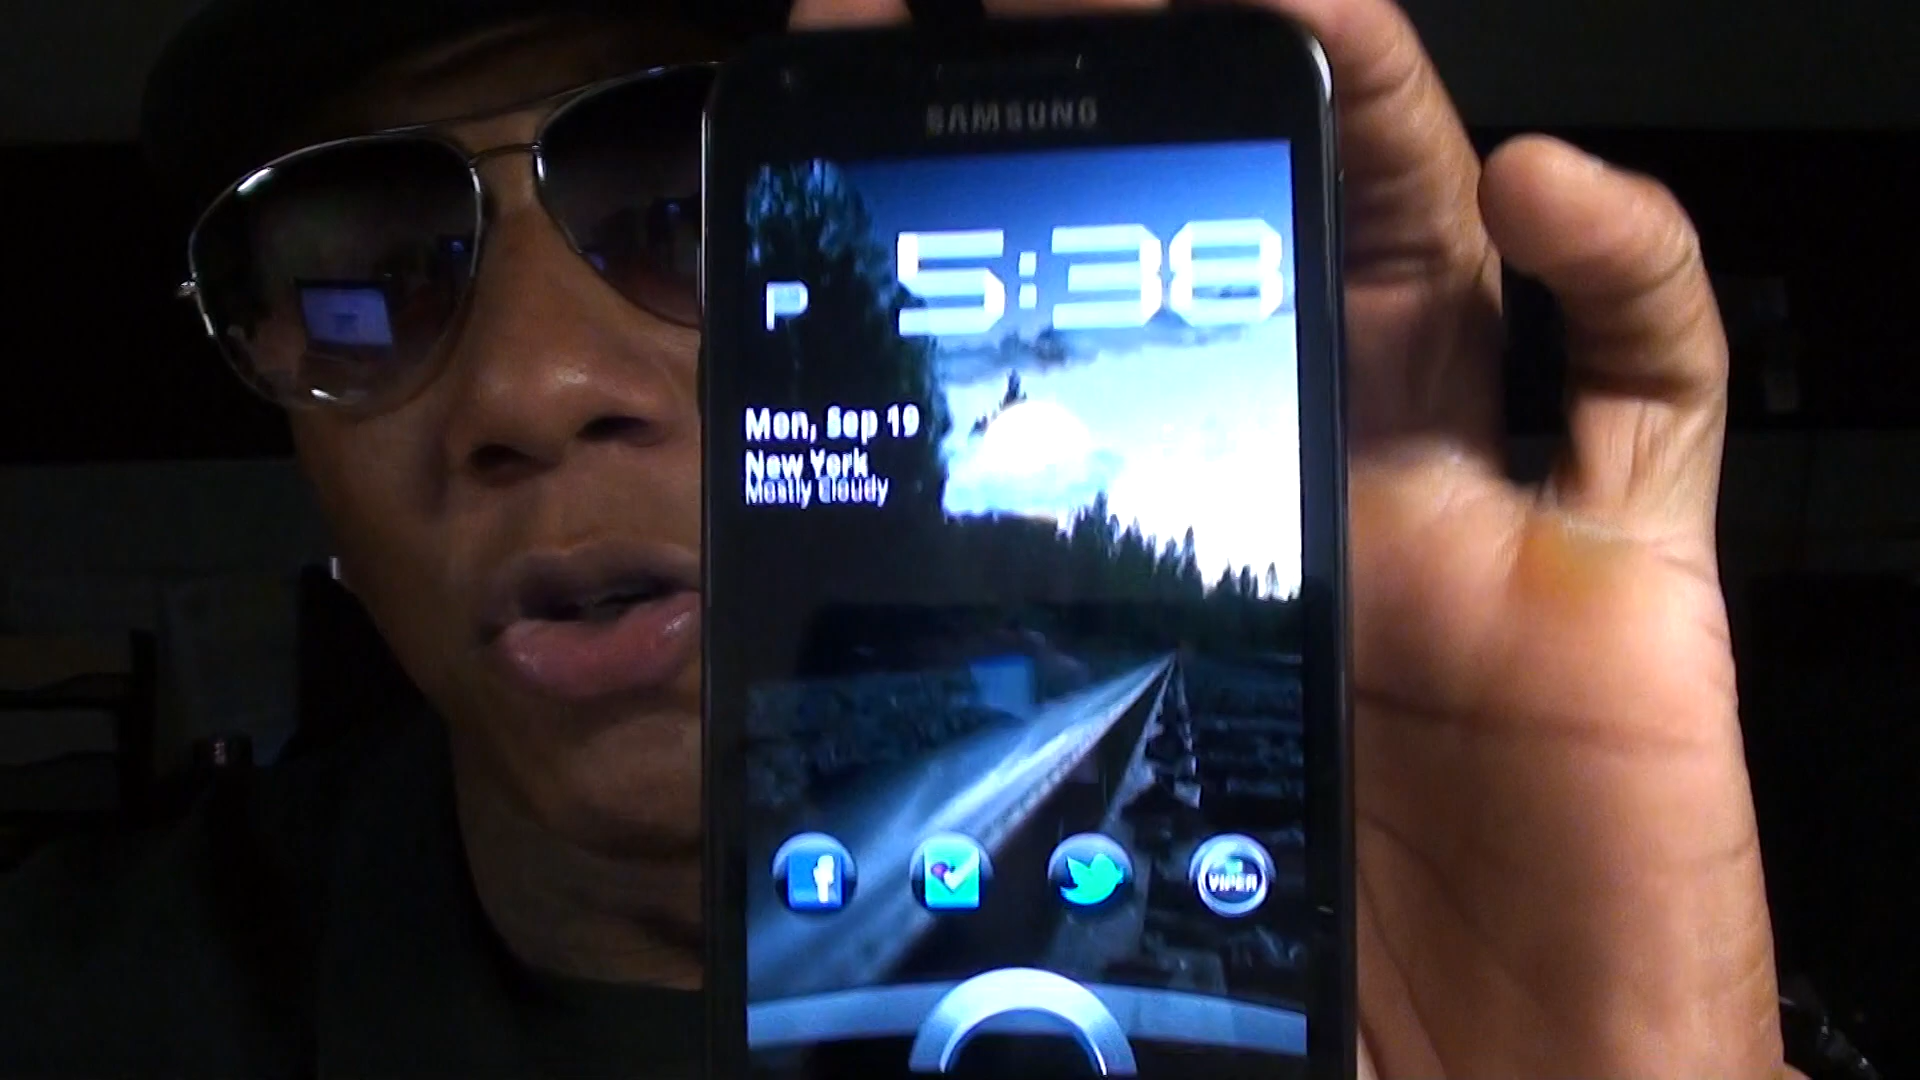 SAMSUNG
P 5:38
Mon, Sep 19
New York
Mostly Cloudy
VIPER